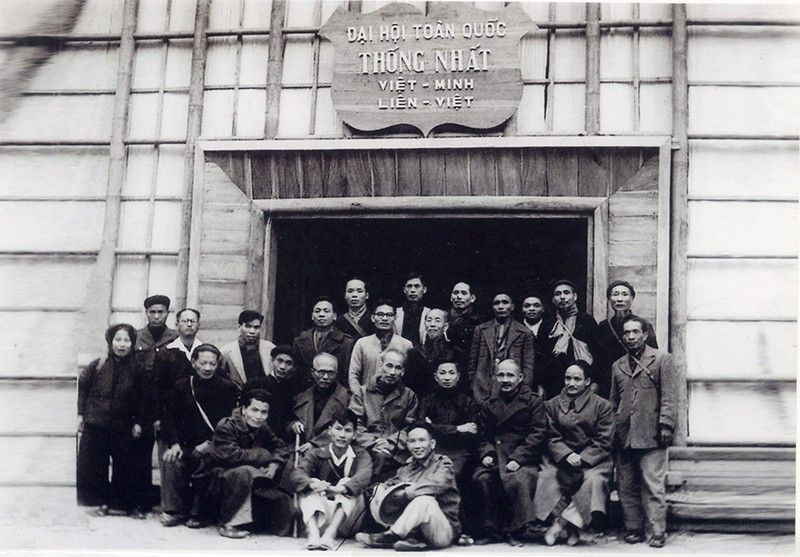 ĐẠI HỘI TOÀN QUỐC
THỐNG NHẤT
VIỆT - MINH
LIÊN - VIỆT